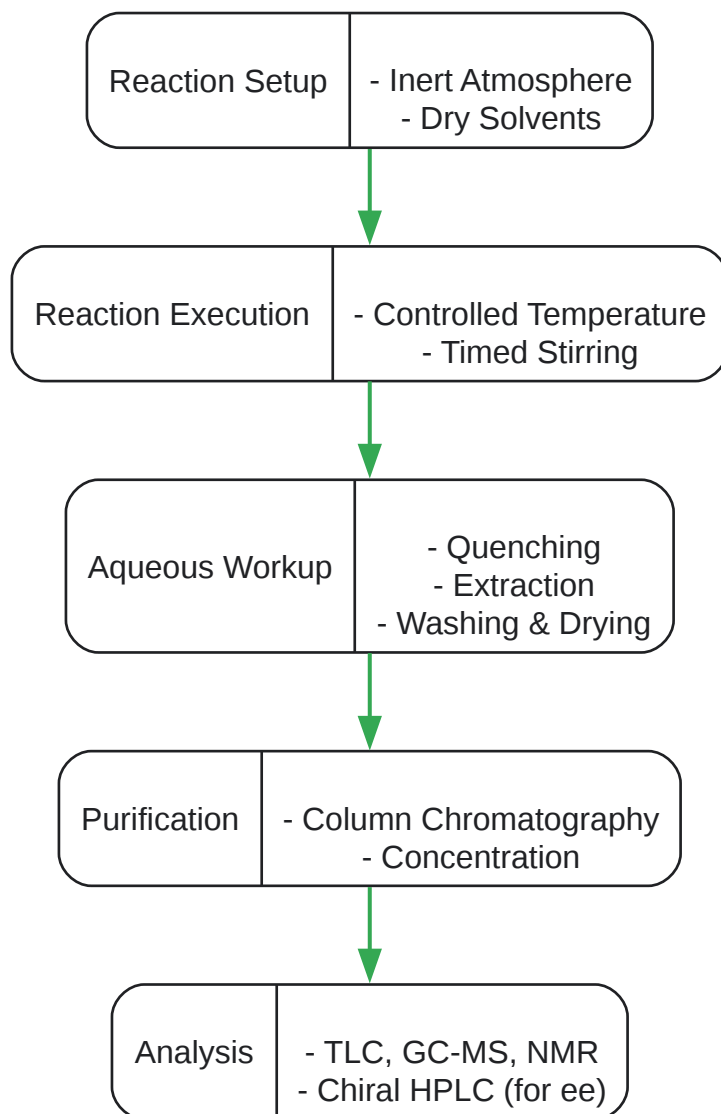 Reaction Setup
- Inert Atmosphere
- Dry Solvents
Reaction Execution
- Controlled Temperature
- Timed Stirring
Aqueous Workup
- Quenching
- Extraction
- Washing & Drying
Purification
- Column Chromatography
- Concentration
Analysis
- TLC, GC-MS, NMR
- Chiral HPLC (for ee)